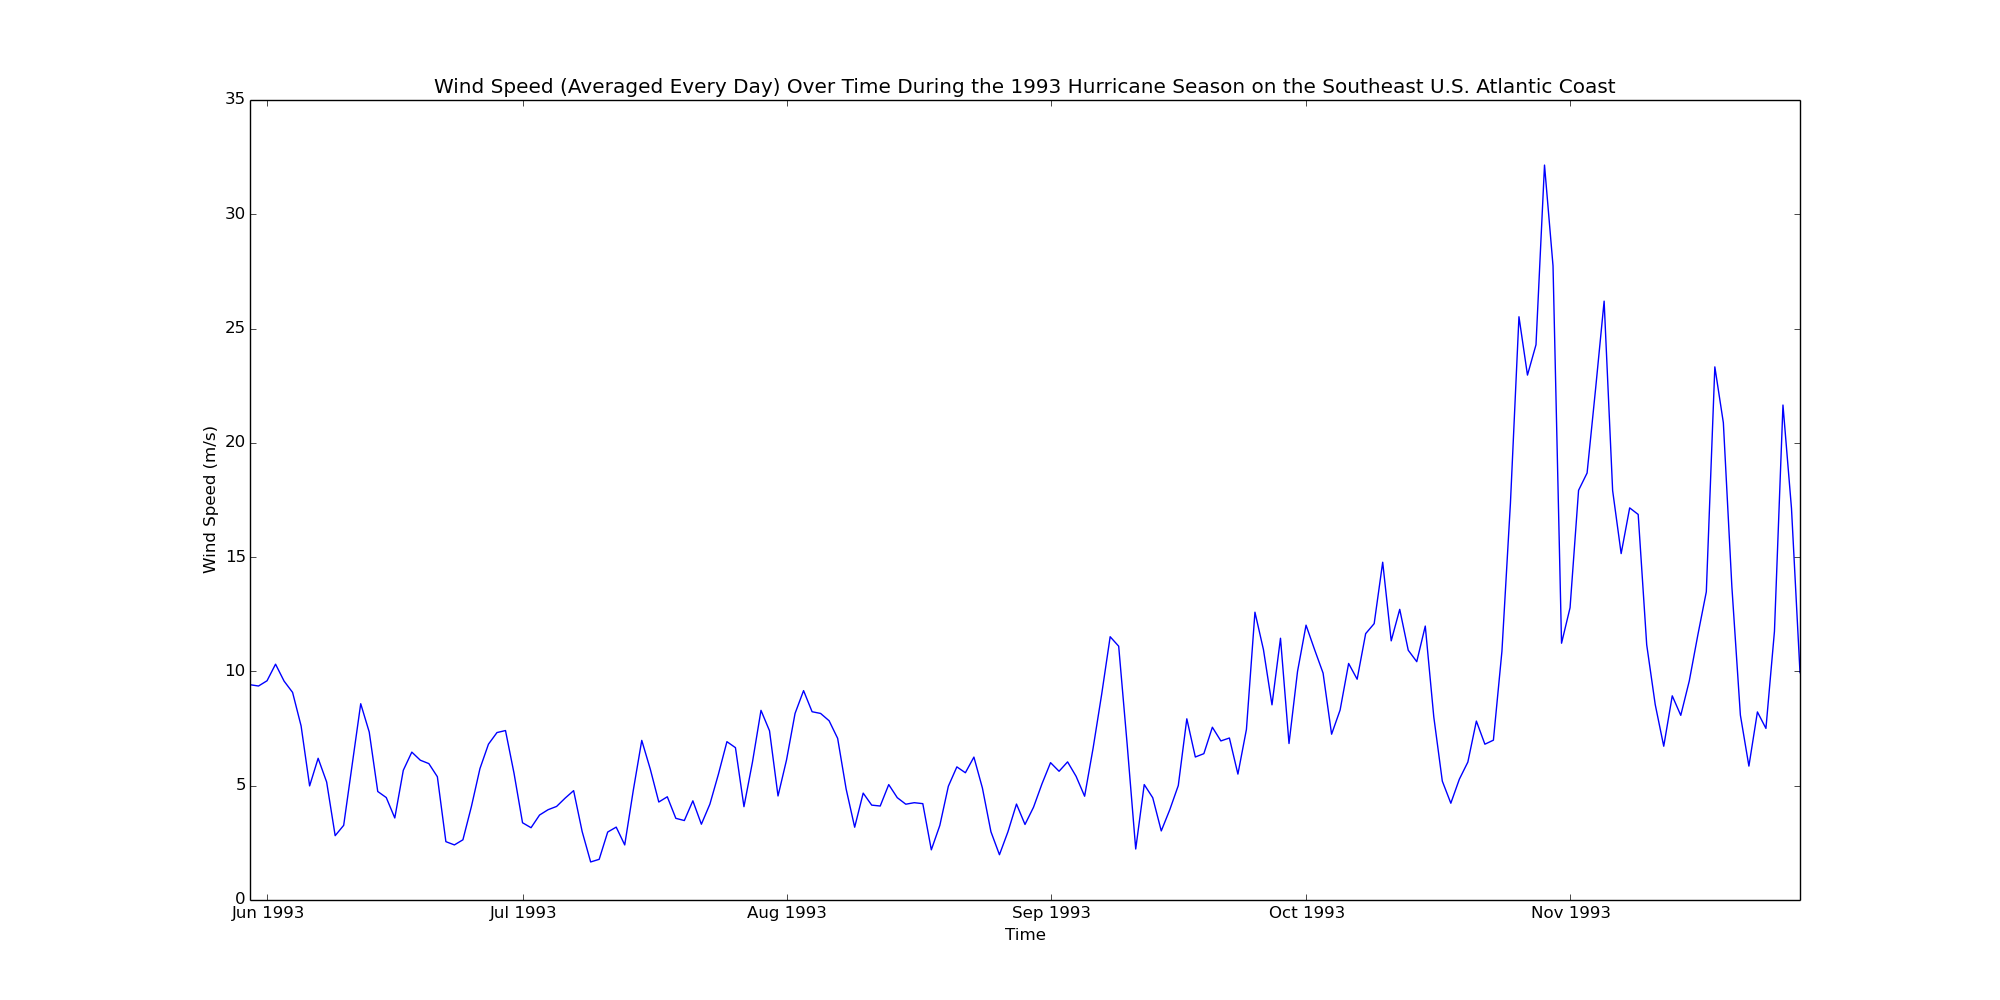 Wind Speed (Averaged Every Day) Over Time During the 1993 Hurricane Season on the Southeast U.S. Atlantic Coast
35
30
25
20
15
10
5
0
Wind Speed (m/s)
Jun 1993 Jul 1993 Aug 1993 Sep 1993 Oct 1993 Nov 1993
Time